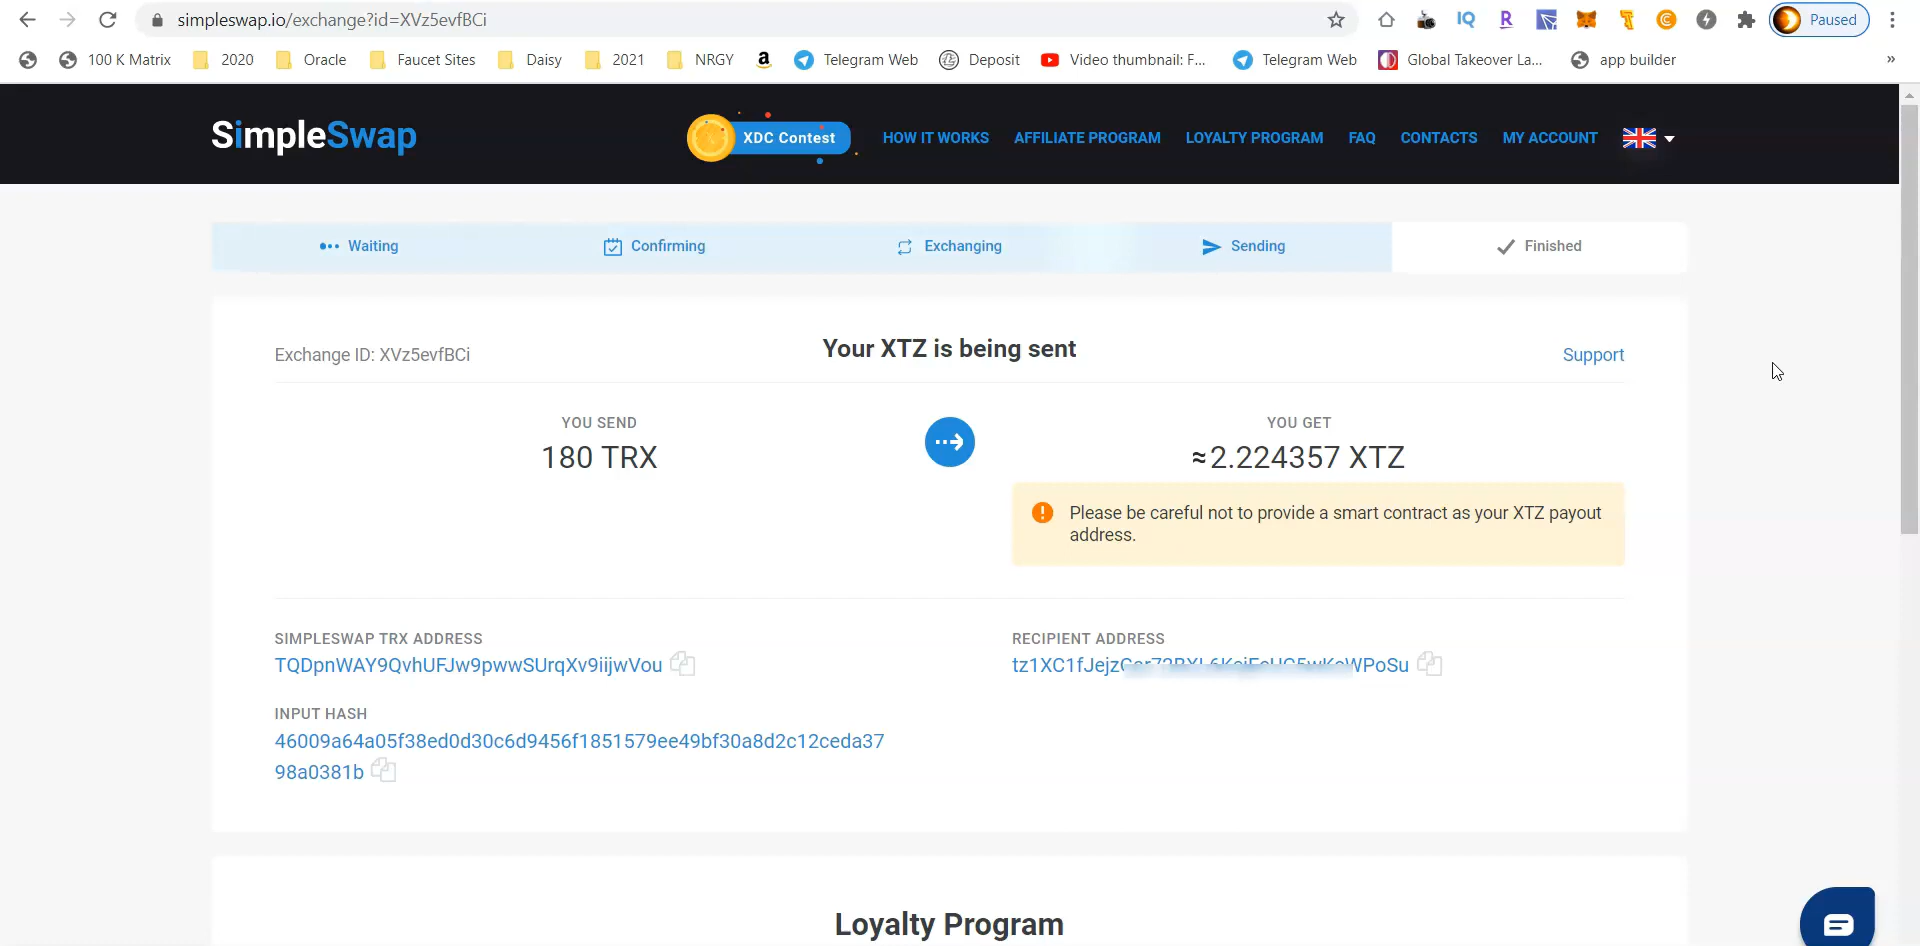 simpleswap.io/exchange?id=XVz5evfBCi
IQ
R
Paused
100 K Matrix
2020
Oracle
Faucet Sites
Daisy
2021
NRGY
Telegram Web
Deposit
Video thumbnail: F...
Telegram Web
Global Takeover La...
app builder
»
SimpleSwap
XDC Contest
HOW IT WORKS
AFFILIATE PROGRAM
LOYALTY PROGRAM
FAQ
CONTACTS
MY ACCOUNT
Waiting
Confirming
Exchanging
Sending
Finished
Exchange ID: XVz5evfBCi
Your XTZ is being sent
Support
YOU SEND
180 TRX
YOU GET
≈2.224357 XTZ
Please be careful not to provide a smart contract as your XTZ payout
address.
SIMPLESWAP TRX ADDRESS
TQDpnWAY9QvhUFJw9pwwSUrqXv9iijwVou
RECIPIENT ADDRESS
INPUT HASH
46009a64a05f38ed0d30c6d9456f1851579ee49bf30a8d2c12ceda37
98a0381b
Loyalty Program